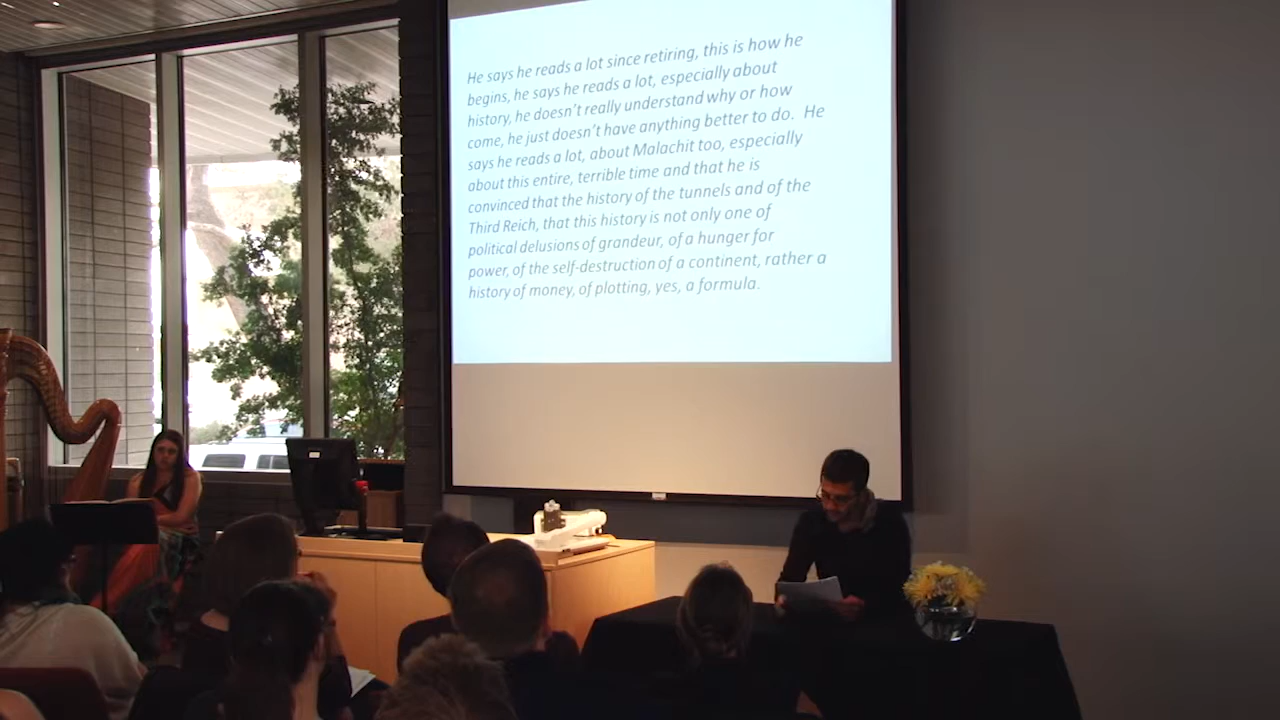 He says he reads a lot since retiring, this is how he
begins, he says he reads a lot, especially about
history, he doesn't really understand why or how
come, he just doesn't have anything better to do.  He
says he reads a lot, about Malachit too, especially
about this entire, terrible time and that he is
convinced that the history of the tunnels and of the
Third Reich, that this history is not only one of
political delusions of grandeur, of a hunger for
power, of the self-destruction of a continent, rather a
history of money, of plotting, yes, a formula.